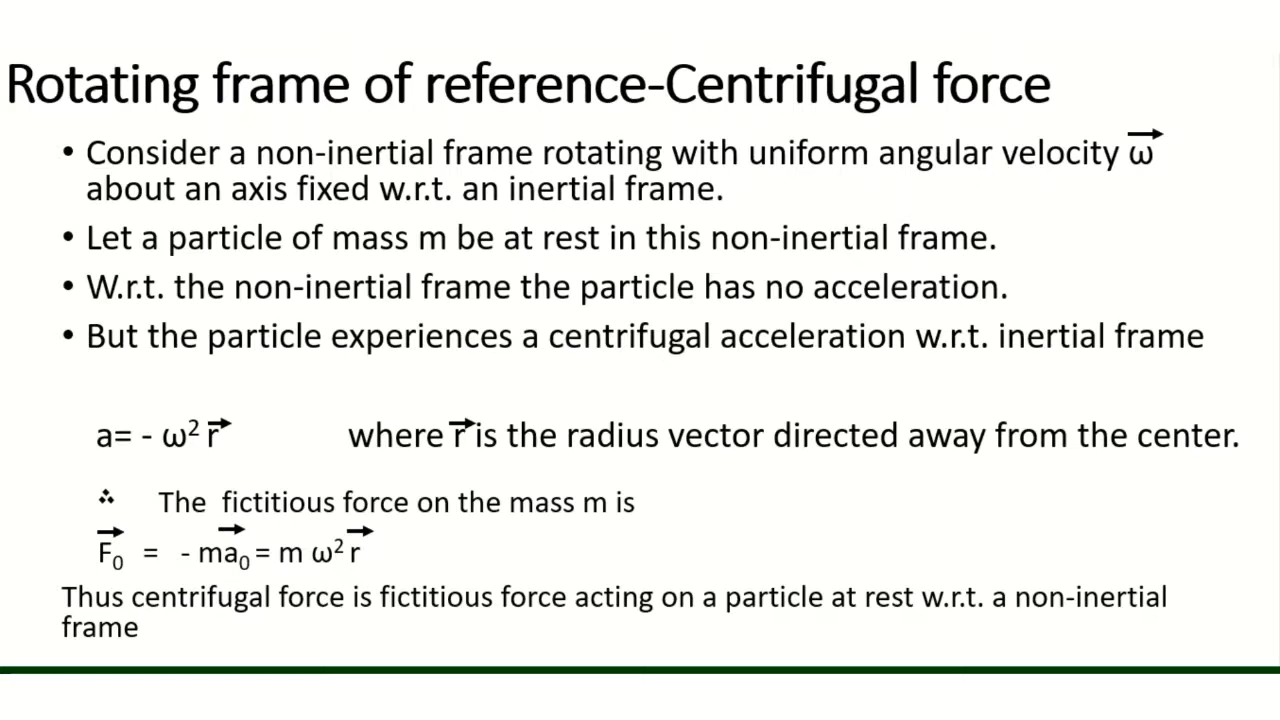 Rotating frame of reference-Centrifugal force
• Consider a non-inertial frame rotating with uniform angular velocity ω⃗
about an axis fixed w.r.t. an inertial frame.
• Let a particle of mass m be at rest in this non-inertial frame.
• W.r.t. the non-inertial frame the particle has no acceleration.
• But the particle experiences a centrifugal acceleration w.r.t. inertial frame
a= - ω² r⃗ where r⃗ is the radius vector directed away from the center.
∴ The fictitious force on the mass m is
F⃗₀ = - ma⃗₀ = m ω² r⃗
Thus centrifugal force is fictitious force acting on a particle at rest w.r.t. a non-inertial
frame